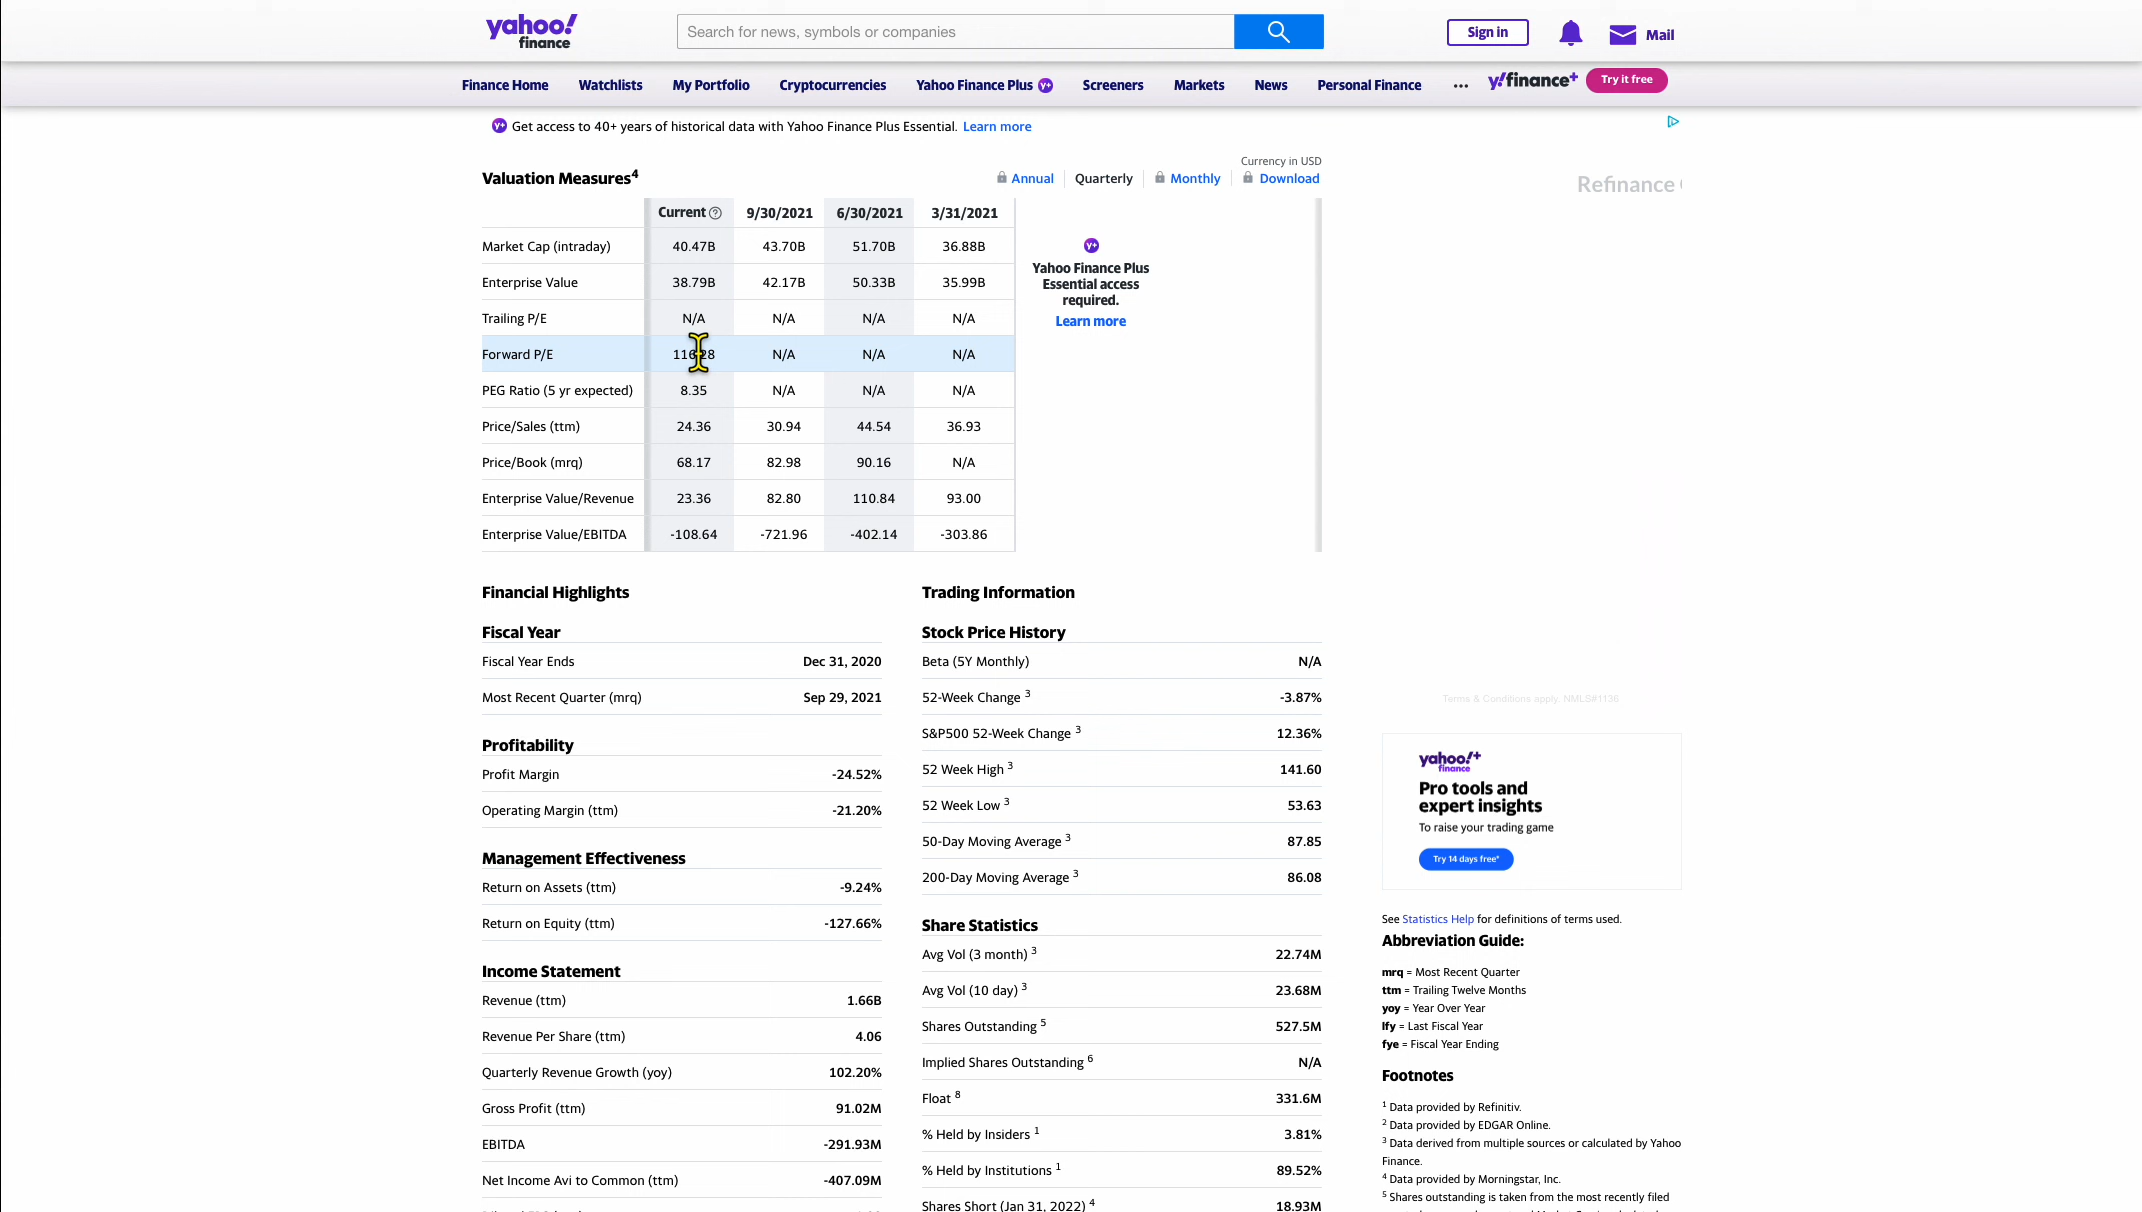 yahoo!
finance
Search for news, symbols or companies
Sign in
Mail
Finance Home Watchlists My Portfolio Cryptocurrencies Yahoo Finance Plus Y+ Screeners Markets News Personal Finance ... y!finance+ Try it free
Y+ Get access to 40+ years of historical data with Yahoo Finance Plus Essential. Learn more
Currency in USD
Valuation Measures4 Annual Quarterly Monthly Download
Refinance
Current ? 9/30/2021 6/30/2021 3/31/2021
Market Cap (intraday) 40.47B 43.70B 51.70B 36.88B
Enterprise Value 38.79B 42.17B 50.33B 35.99B
Trailing P/E N/A N/A N/A N/A
Forward P/E N/A N/A N/A
PEG Ratio (5 yr expected) 8.35 N/A N/A N/A
Price/Sales (ttm) 24.36 30.94 44.54 36.93
Price/Book (mrq) 68.17 82.98 90.16 N/A
Enterprise Value/Revenue 23.36 82.80 110.84 93.00
Enterprise Value/EBITDA -108.64 -721.96 -402.14 -303.86
Y+
Yahoo Finance Plus
Essential access
required.
Learn more
Financial Highlights
Fiscal Year
Fiscal Year Ends Dec 31, 2020
Most Recent Quarter (mrq) Sep 29, 2021
Profitability
Profit Margin -24.52%
Operating Margin (ttm) -21.20%
Management Effectiveness
Return on Assets (ttm) -9.24%
Return on Equity (ttm) -127.66%
Income Statement
Revenue (ttm) 1.66B
Revenue Per Share (ttm) 4.06
Quarterly Revenue Growth (yoy) 102.20%
Gross Profit (ttm) 91.02M
EBITDA -291.93M
Net Income Avi to Common (ttm) -407.09M
Trading Information
Stock Price History
Beta (5Y Monthly) N/A
52-Week Change 3 -3.87%
S&P500 52-Week Change 3 12.36%
52 Week High 3 141.60
52 Week Low 3 53.63
50-Day Moving Average 3 87.85
200-Day Moving Average 3 86.08
Share Statistics
Avg Vol (3 month) 3 22.74M
Avg Vol (10 day) 3 23.68M
Shares Outstanding 5 527.5M
Implied Shares Outstanding 6 N/A
Float 8 331.6M
% Held by Insiders 1 3.81%
% Held by Institutions 1 89.52%
Shares Short (Jan 31, 2022) 4 18.93M
Terms & Conditions apply. NMLS#1136
yahoo!+
finance
Pro tools and
expert insights
To raise your trading game
Try 14 days free*
See Statistics Help for definitions of terms used.
Abbreviation Guide:
mrq = Most Recent Quarter
ttm = Trailing Twelve Months
yoy = Year Over Year
lfy = Last Fiscal Year
fye = Fiscal Year Ending
Footnotes
1 Data provided by Refinitiv.
2 Data provided by EDGAR Online.
3 Data derived from multiple sources or calculated by Yahoo
Finance.
4 Data provided by Morningstar, Inc.
5 Shares outstanding is taken from the most recently filed